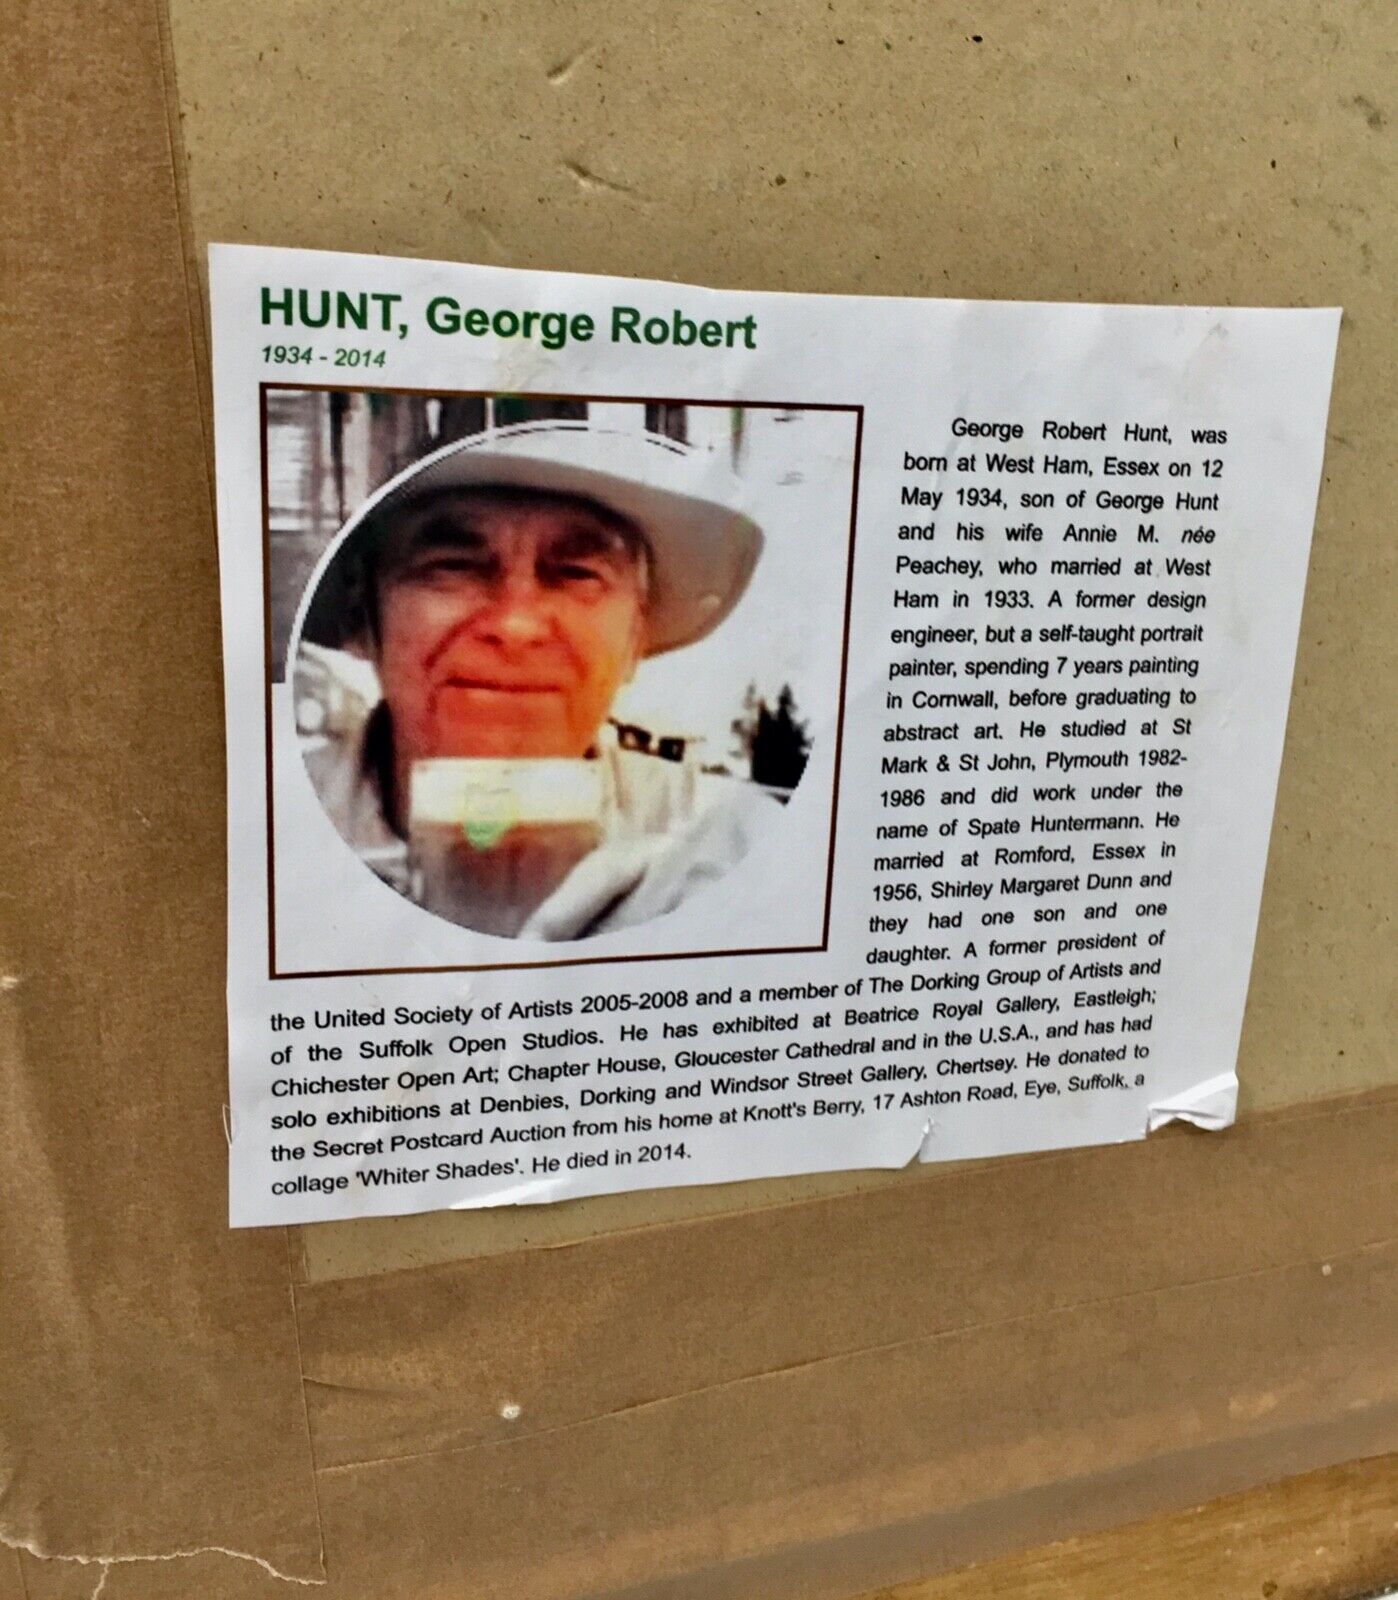 HUNT, George Robert
1934 - 2014
George Robert Hunt, was
born at West Ham, Essex on 12
May 1934, son of George Hunt
and his wife Annie M. née
Peachey, who married at West
Ham in 1933. A former design
engineer, but a self-taught portrait
painter, spending 7 years painting
in Cornwall, before graduating to
abstract art. He studied at St
Mark & St John, Plymouth 1982-
1986 and did work under the
name of Spate Huntermann. He
married at Romford, Essex in
1956, Shirley Margaret Dunn and
they had one son and one
daughter. A former president of
the United Society of Artists 2005-2008 and a member of The Dorking Group of Artists and
of the Suffolk Open Studios. He has exhibited at Beatrice Royal Gallery, Eastleigh;
Chichester Open Art; Chapter House, Gloucester Cathedral and in the U.S.A., and has had
solo exhibitions at Denbies, Dorking and Windsor Street Gallery, Chertsey. He donated to
the Secret Postcard Auction from his home at Knott's Berry, 17 Ashton Road, Eye, Suffolk, a
collage 'Whiter Shades'. He died in 2014.